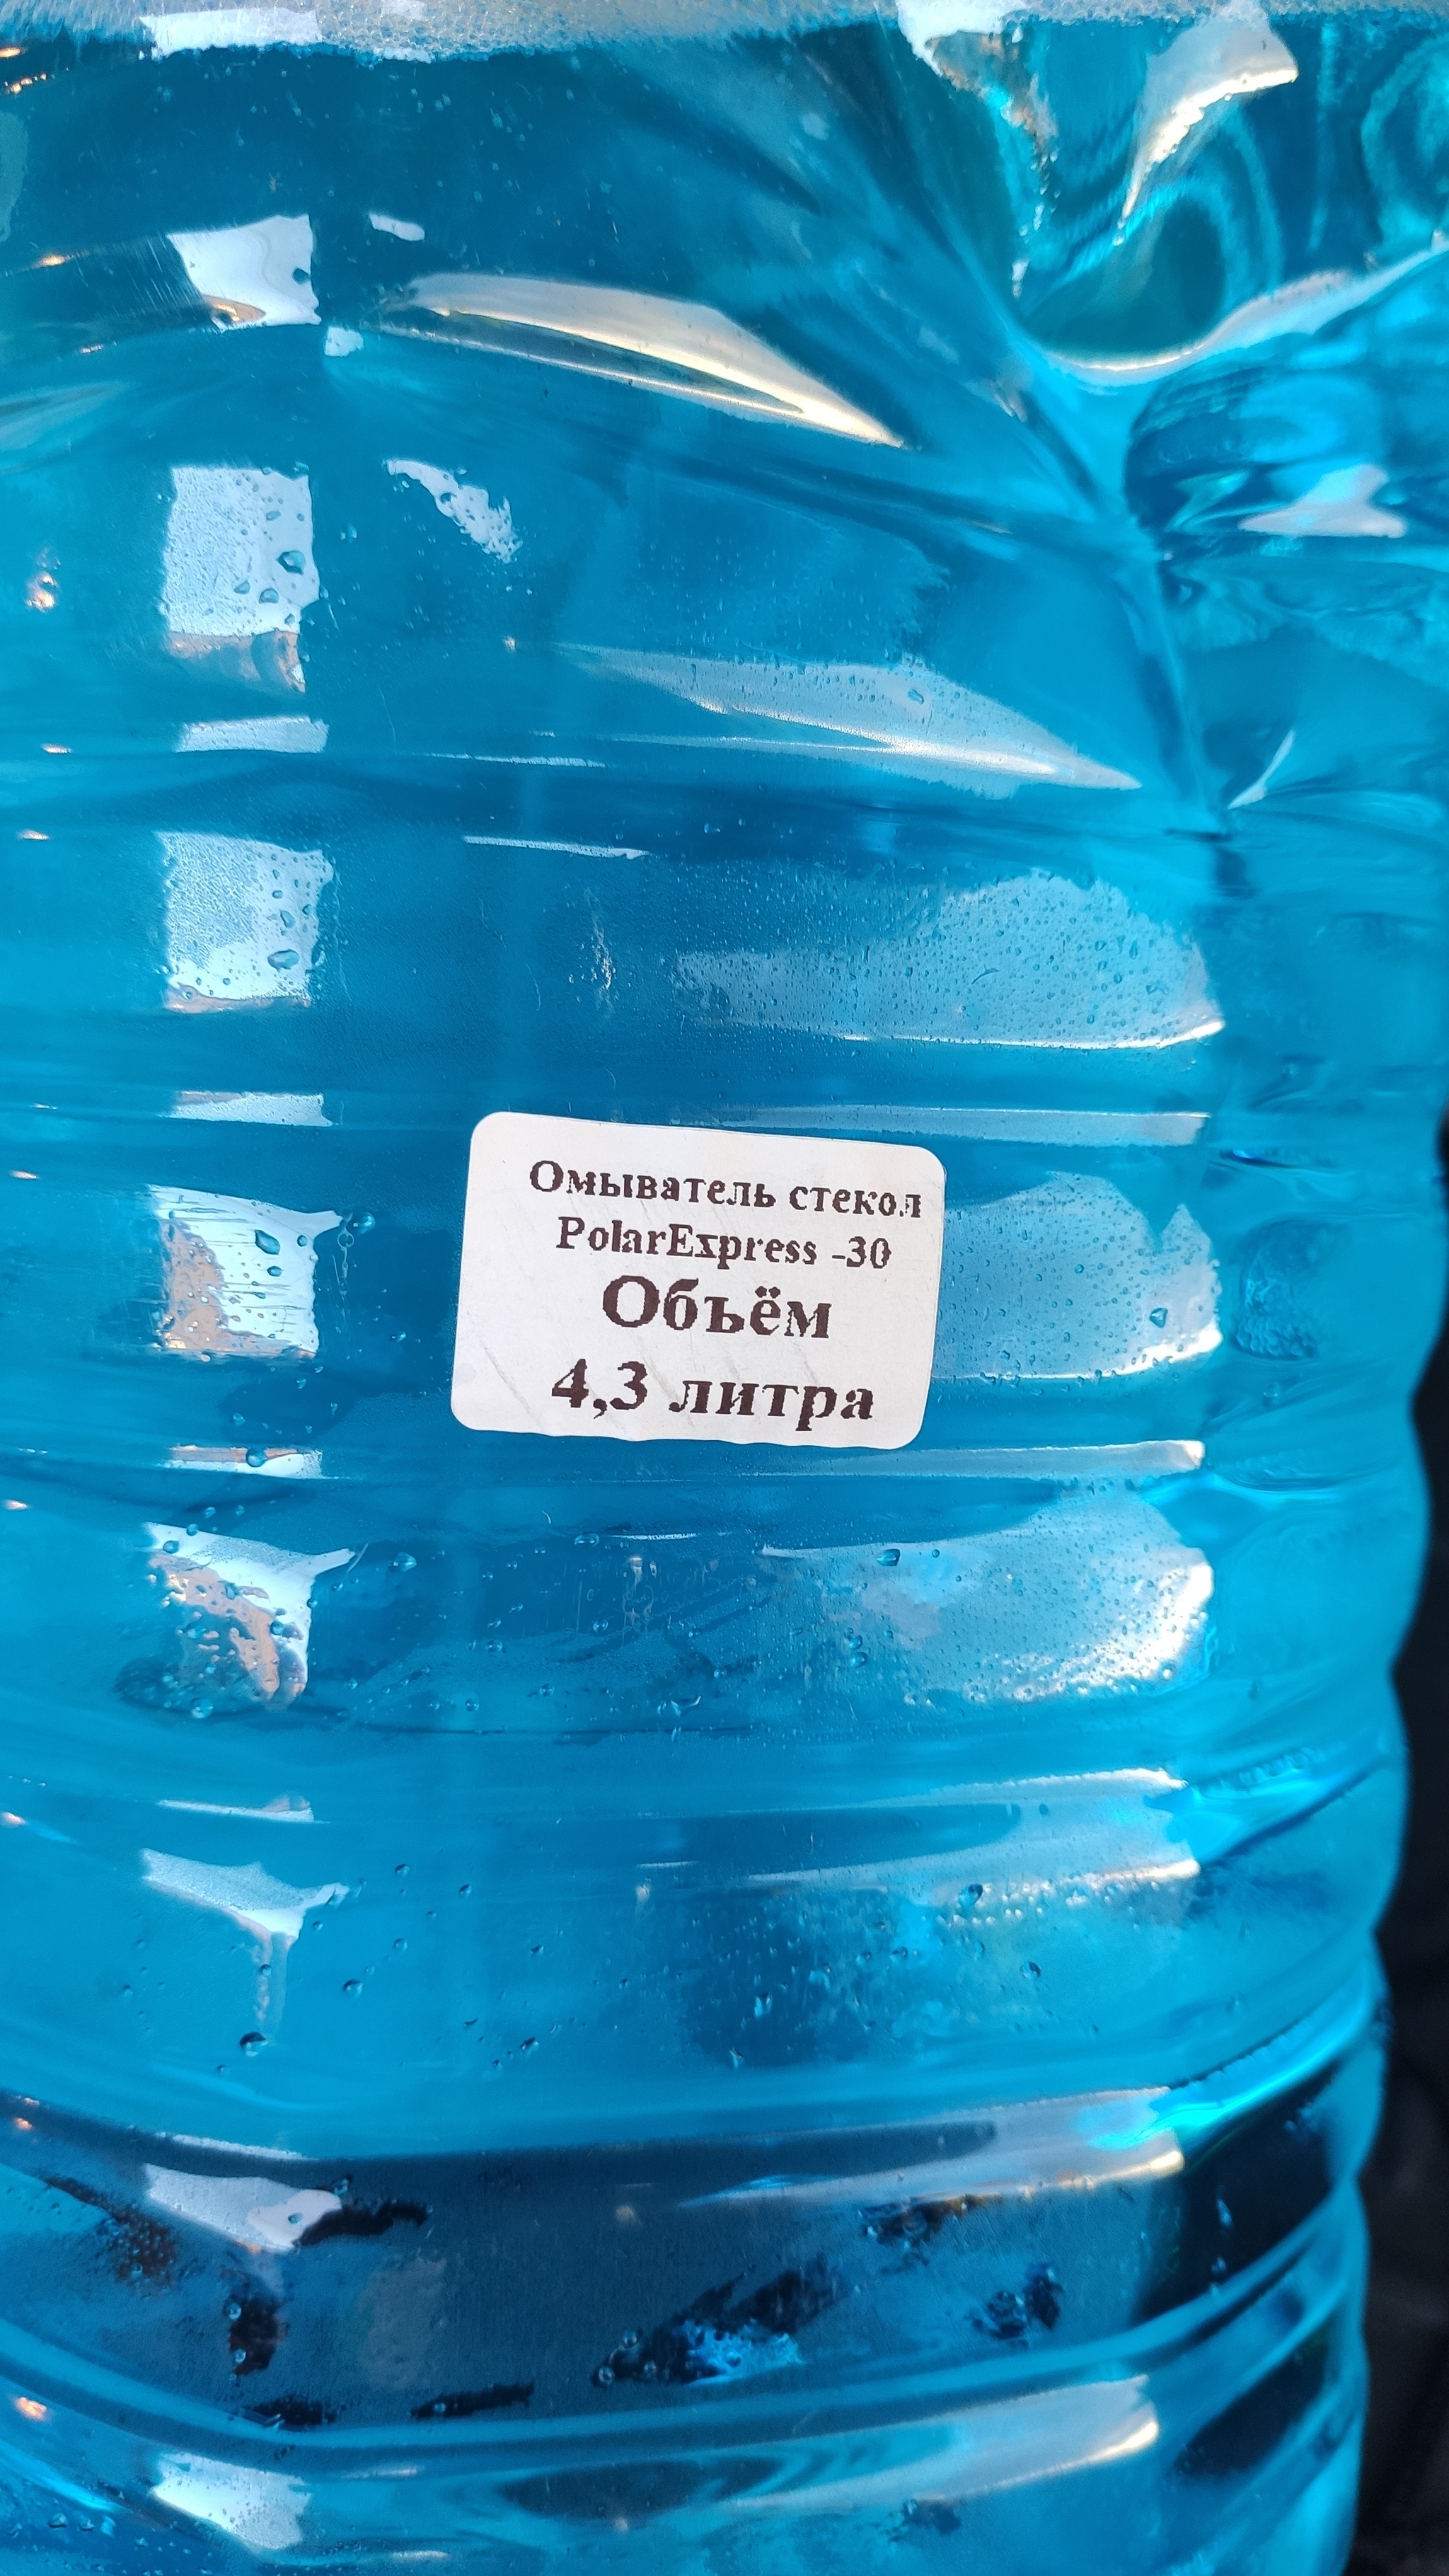 Омыватель стекол
PolarExpress -30
Объём
4,3 литра